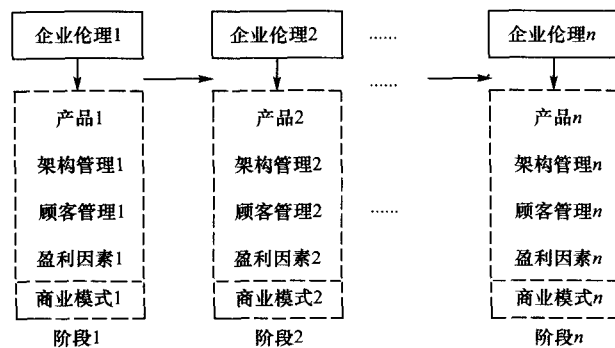 企业伦理1 企业伦理2 …… 企业伦理n
……
产品1 产品2 产品n
架构管理1 架构管理2 架构管理n
顾客管理1 顾客管理2 …… 顾客管理n
盈利因素1 盈利因素2 盈利因素n
商业模式1 商业模式2 商业模式n
阶段1 阶段2 阶段n